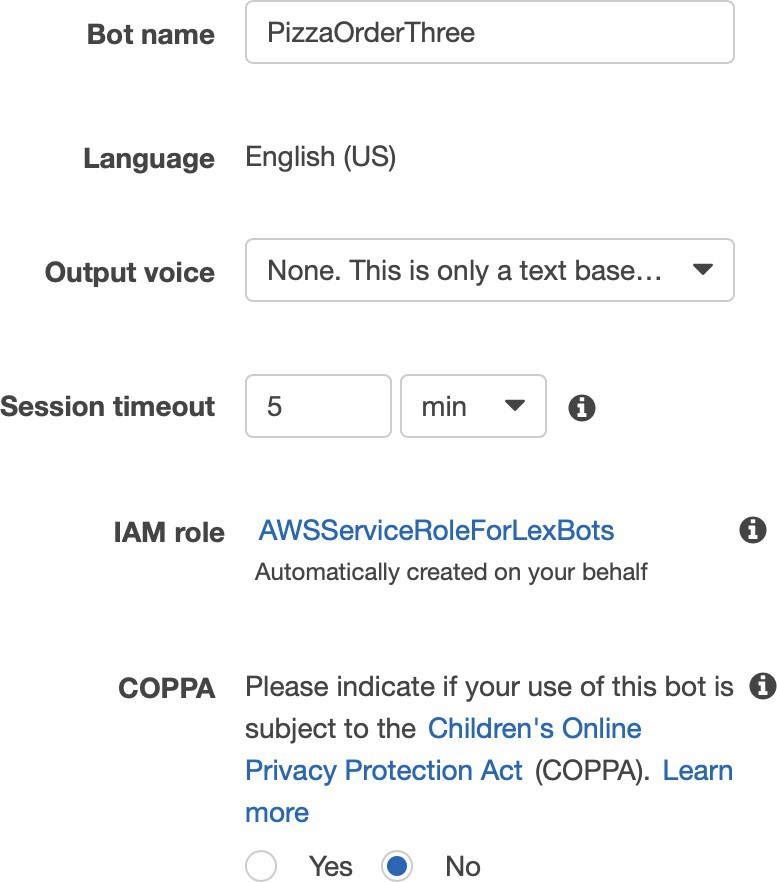 Bot name PizzaOrderThree
Language English (US)
Output voice None. This is only a text base...
Session timeout 5 min
IAM role AWSServiceRoleForLexBots
Automatically created on your behalf
COPPA Please indicate if your use of this bot is
subject to the Children's Online
Privacy Protection Act (COPPA). Learn
more
Yes No